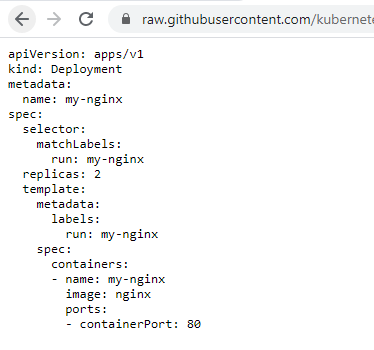 raw.githubusercontent.com/kubernete
apiVersion: apps/v1
kind: Deployment
metadata:
  name: my-nginx
spec:
  selector:
    matchLabels:
      run: my-nginx
  replicas: 2
  template:
    metadata:
      labels:
        run: my-nginx
    spec:
      containers:
      - name: my-nginx
        image: nginx
        ports:
        - containerPort: 80